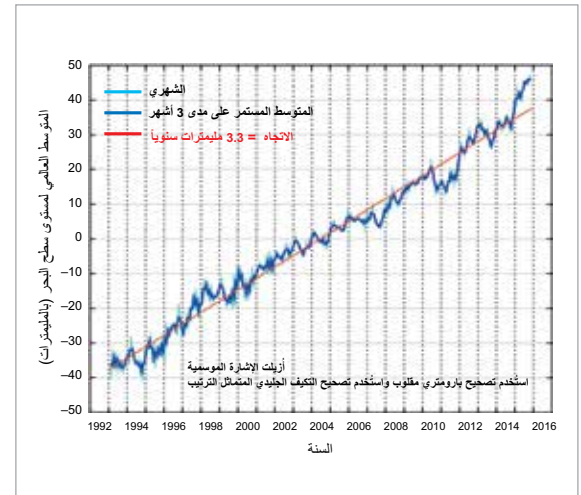 الشهري
المتوسط المستمر على مدى 3 أشهر
الاتجاه = 3.3 مليمترات سنوياً
المتوسط العالمي لمستوى سطح البحر (بالمليمترات)
50
40
30
20
10
0
–10
–20
–30
–40
–50
أزيلت الإشارة الموسمية
استُخدم تصحيح بارومتري مقلوب واستُخدم تصحيح التكيف الجليدي المتماثل الترتيب
1992 1994 1996 1998 2000 2002 2004 2006 2008 2010 2012 2014 2016
السنة